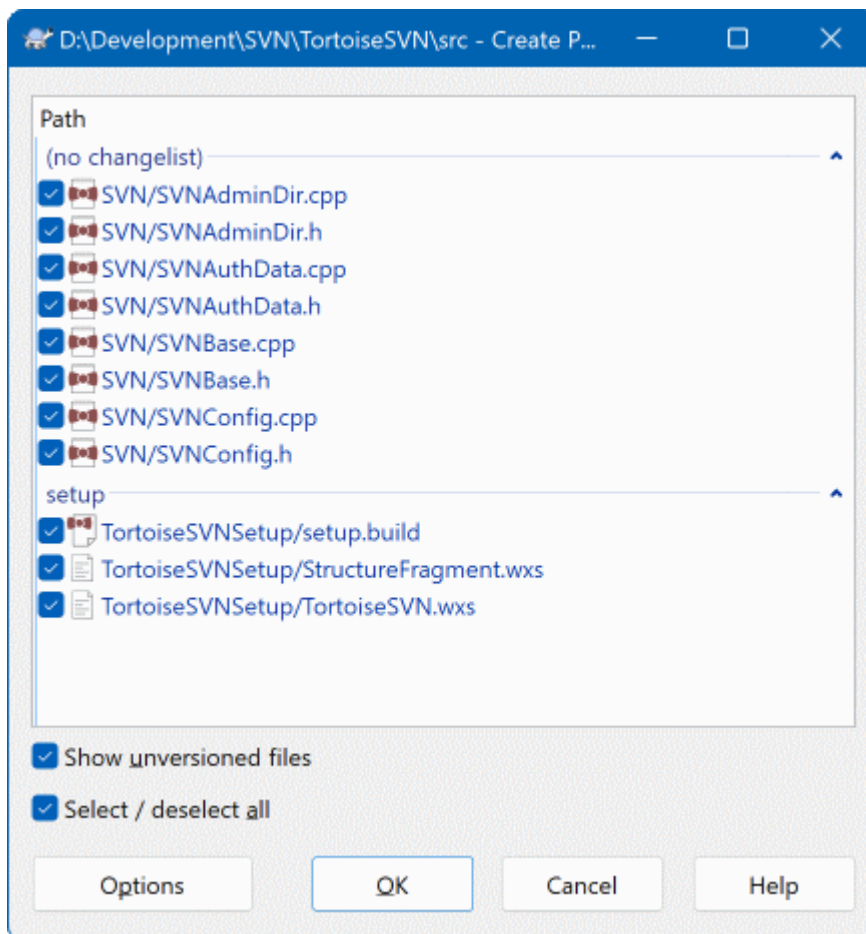 D:\Development\SVN\TortoiseSVN\src - Create P...
Path
(no changelist)
SVN/SVNAdminDir.cpp
SVN/SVNAdminDir.h
SVN/SVNAuthData.cpp
SVN/SVNAuthData.h
SVN/SVNBase.cpp
SVN/SVNBase.h
SVN/SVNConfig.cpp
SVN/SVNConfig.h
setup
TortoiseSVNSetup/setup.build
TortoiseSVNSetup/StructureFragment.wxs
TortoiseSVNSetup/TortoiseSVN.wxs
Show unversioned files
Select / deselect all
Options OK Cancel Help